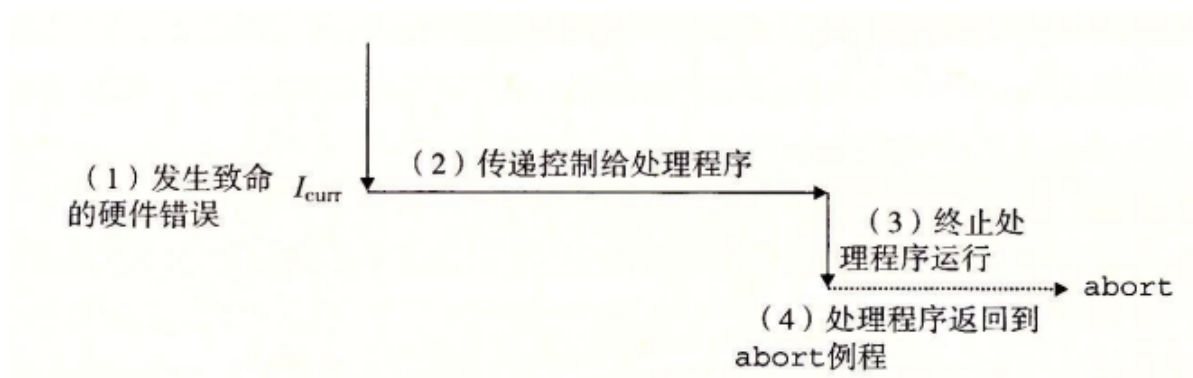 （1）发生致命
的硬件错误
Icurr
（2）传递控制给处理程序
（3）终止处
理程序运行
abort
（4）处理程序返回到
abort例程